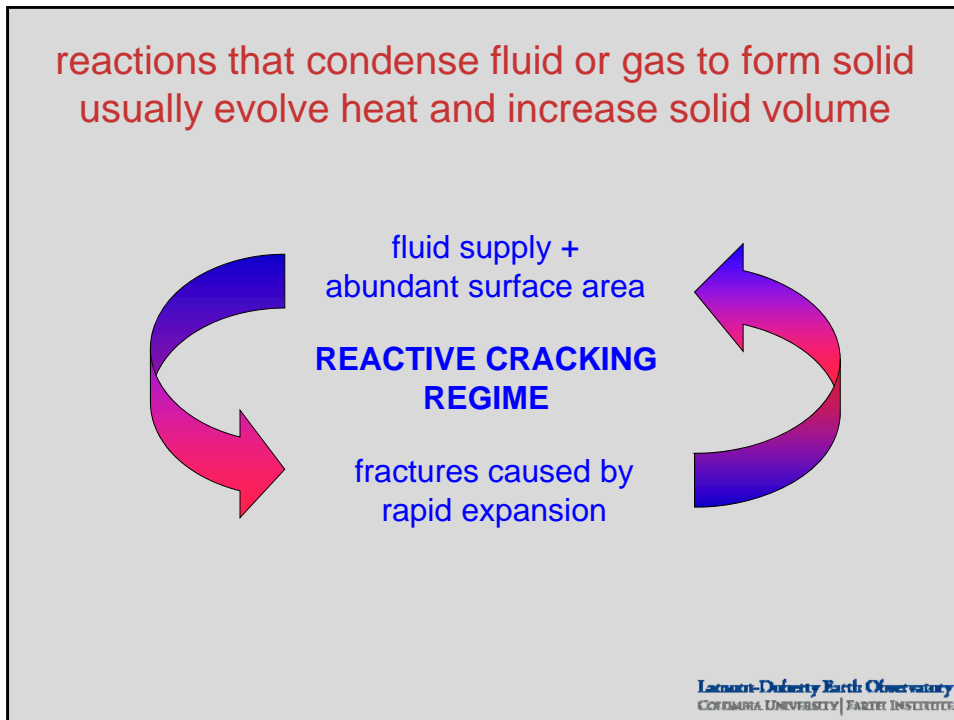 reactions that condense fluid or gas to form solid
usually evolve heat and increase solid volume
fluid supply +
abundant surface area
REACTIVE CRACKING
REGIME
fractures caused by
rapid expansion
Lamont-Doherty Earth Observatory
COLUMBIA UNIVERSITY | EARTH INSTITUTE